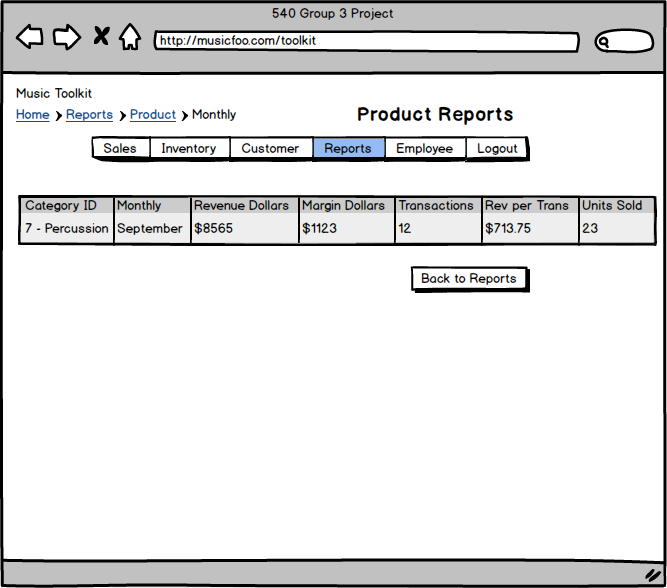 540 Group 3 Project
http://musicfoo.com/toolkit
Music Toolkit
Home Reports Product Monthly
Product Reports
Sales Inventory Customer Reports Employee Logout
Category ID Monthly Revenue Dollars Margin Dollars Transactions Rev per Trans Units Sold
7 - Percussion September $8565 $1123 12 $713.75 23
Back to Reports